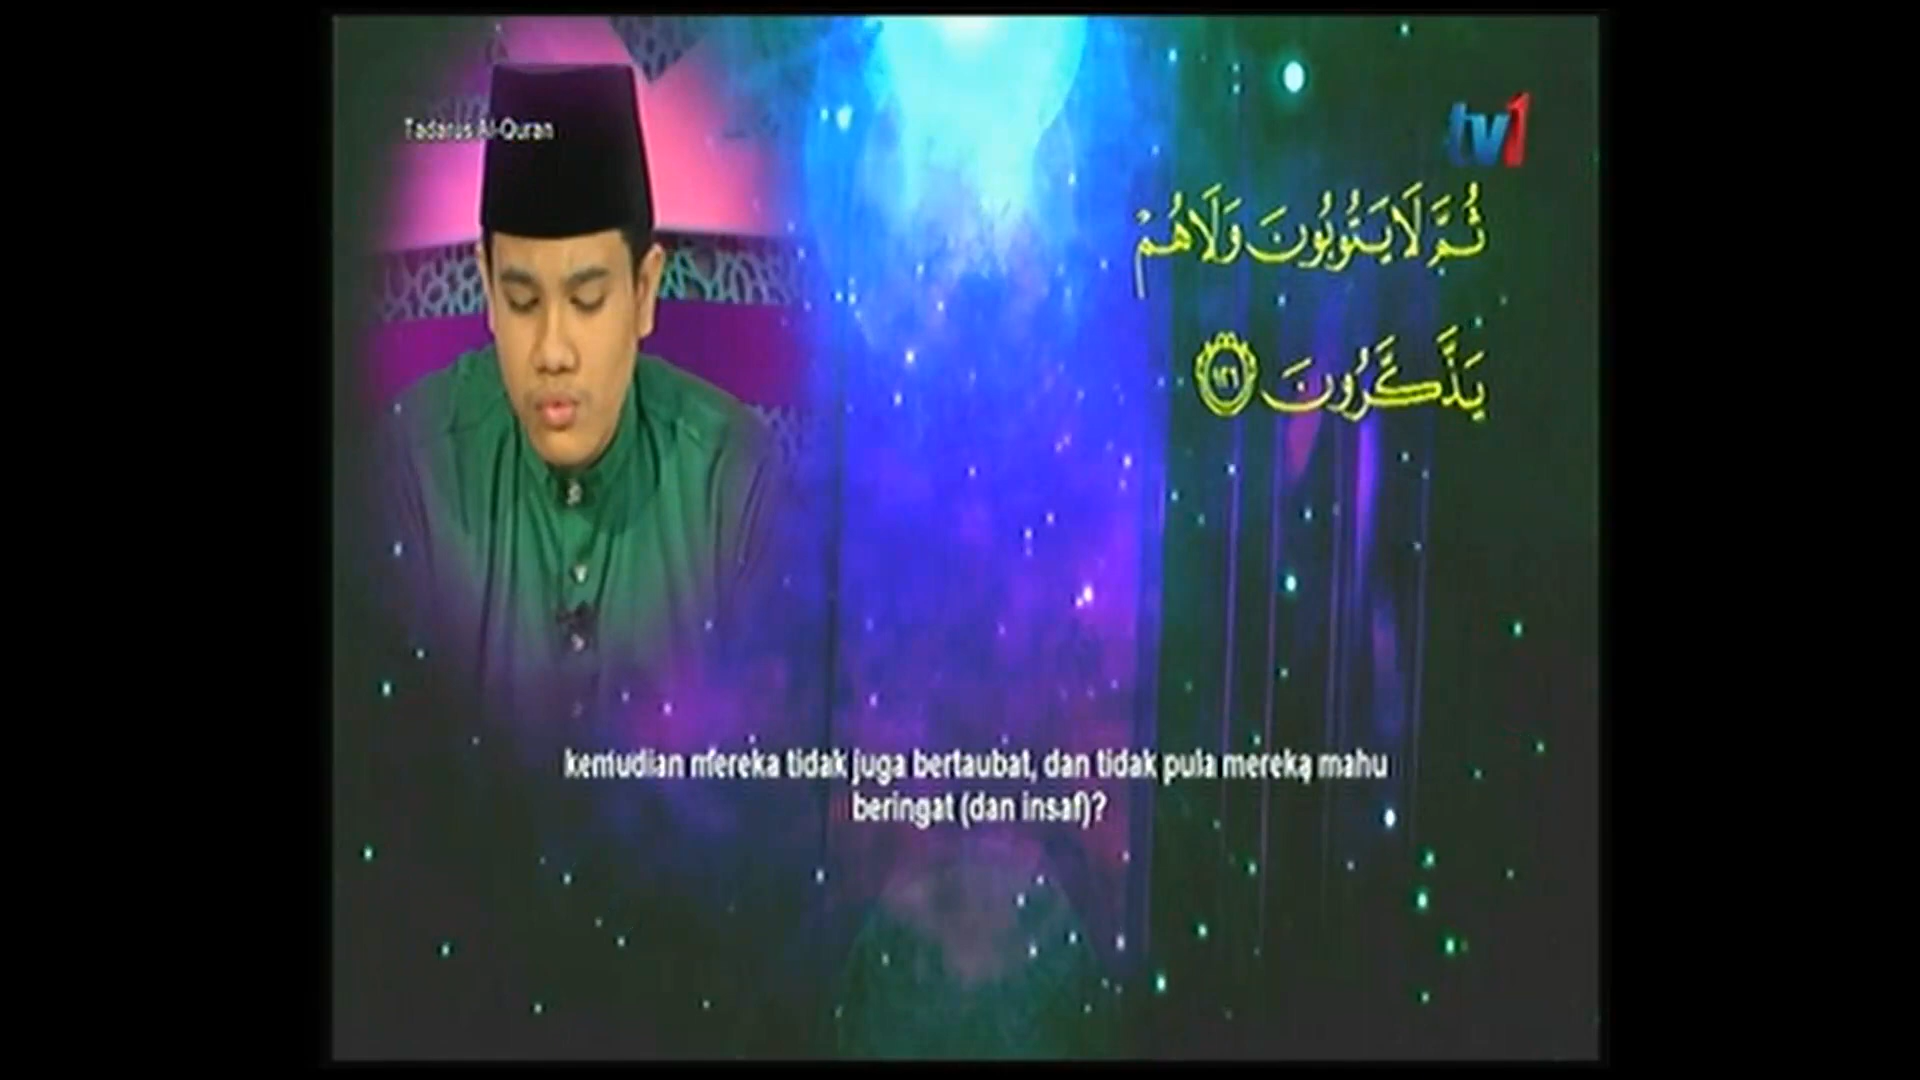 Tadarus Al-Quran
tv1
ثُمَّ لَا يَتُوبُونَ وَلَا هُمْ
يَذَّكَّرُونَ ١٢٦
kemudian mereka tidak juga bertaubat, dan tidak pula mereka mahu
beringat (dan insaf)?